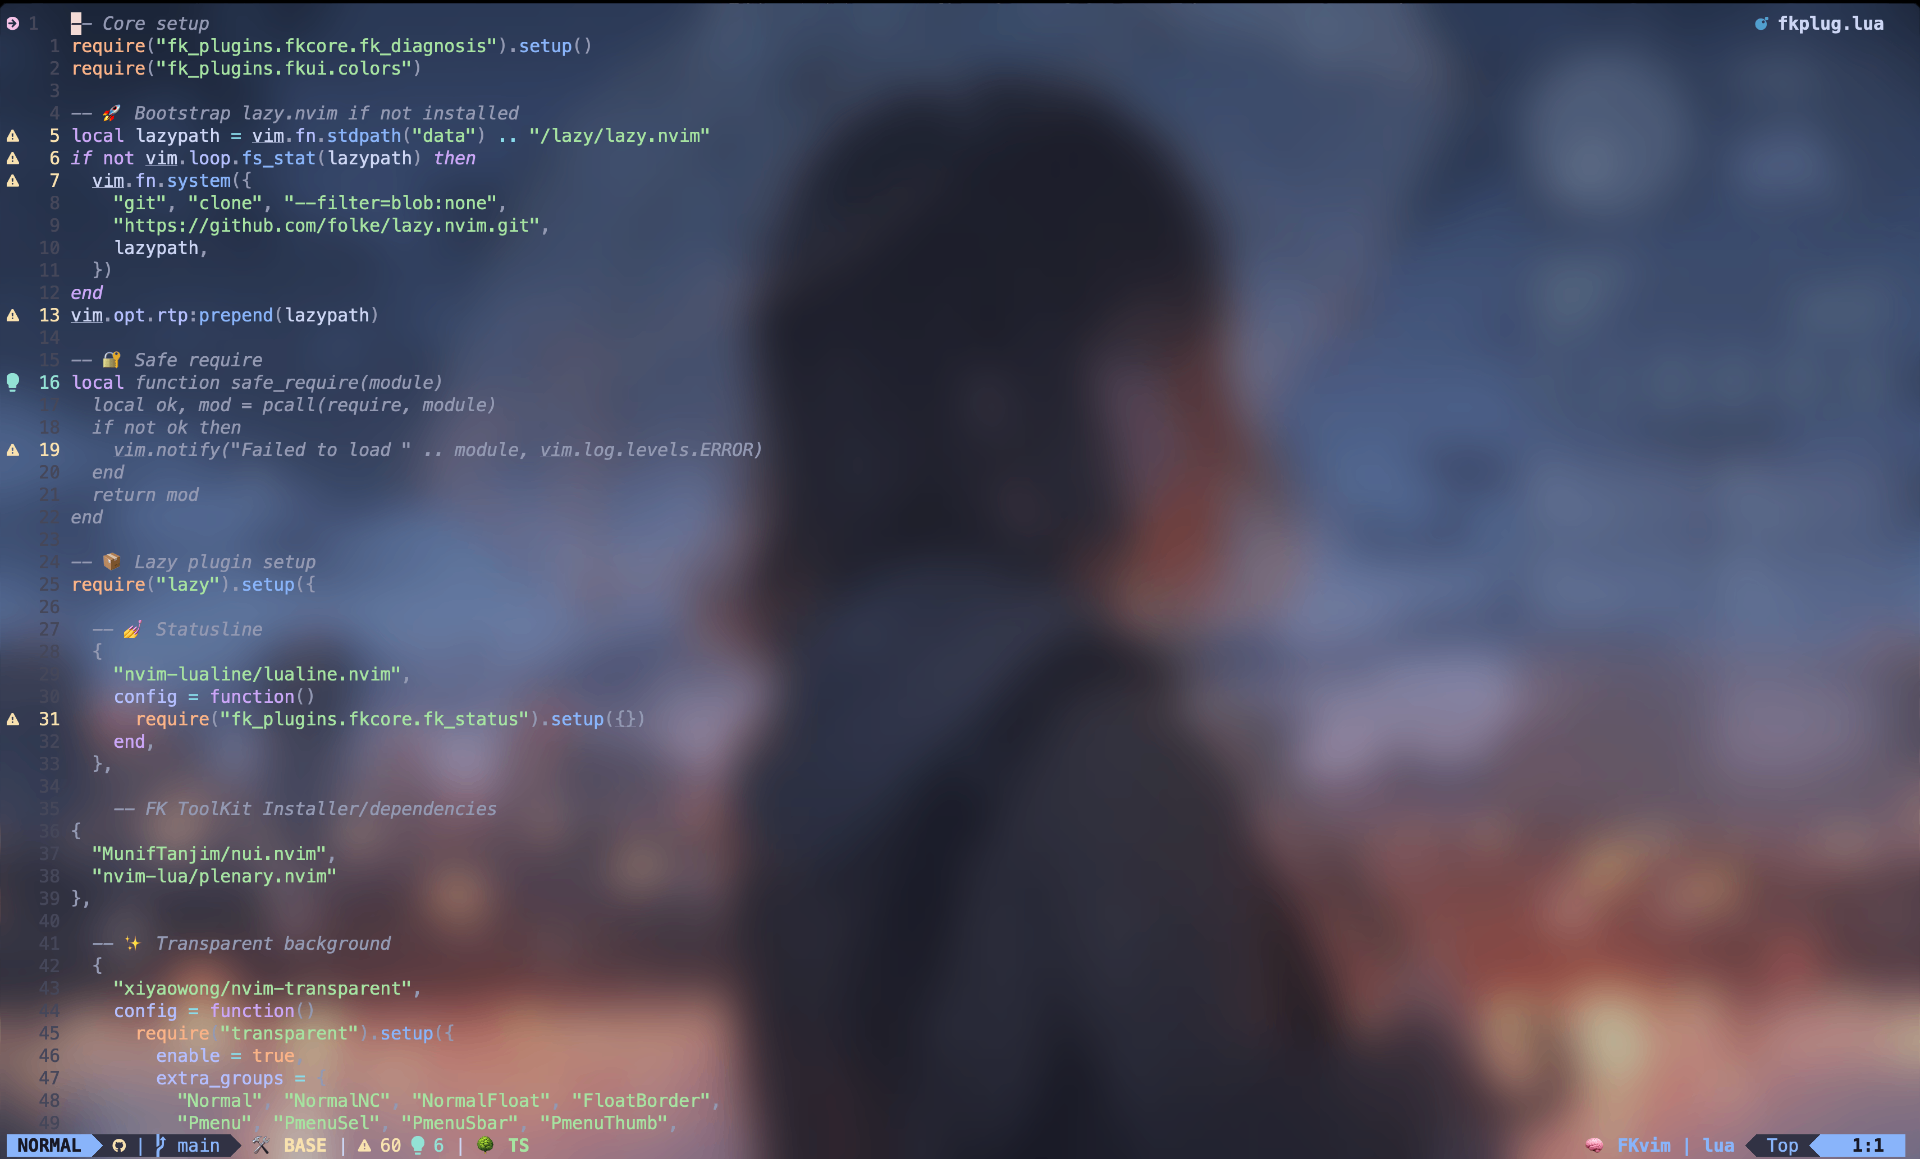 1 -- Core setup fkplug.lua
1 require("fk_plugins.fkcore.fk_diagnosis").setup()
2 require("fk_plugins.fkui.colors")
3
4 -- 🚀 Bootstrap lazy.nvim if not installed
5 local lazypath = vim.fn.stdpath("data") .. "/lazy/lazy.nvim"
6 if not vim.loop.fs_stat(lazypath) then
7   vim.fn.system({
8     "git", "clone", "--filter=blob:none",
9     "https://github.com/folke/lazy.nvim.git",
10     lazypath,
11   })
12 end
13 vim.opt.rtp:prepend(lazypath)
14
15 -- 🔐 Safe require
16 local function safe_require(module)
17   local ok, mod = pcall(require, module)
18   if not ok then
19     vim.notify("Failed to load " .. module, vim.log.levels.ERROR)
20   end
21   return mod
22 end
23
24 -- 📦 Lazy plugin setup
25 require("lazy").setup({
26
27   -- 💅 Statusline
28   {
29     "nvim-lualine/lualine.nvim",
30     config = function()
31       require("fk_plugins.fkcore.fk_status").setup({})
32     end,
33   },
34
35     -- FK ToolKit Installer/dependencies
36 {
37   "MunifTanjim/nui.nvim",
38   "nvim-lua/plenary.nvim"
39 },
40
41   -- ✨ Transparent background
42   {
43     "xiyaowong/nvim-transparent",
44     config = function()
45       require("transparent").setup({
46         enable = true,
47         extra_groups = {
48           "Normal", "NormalNC", "NormalFloat", "FloatBorder",
49           "Pmenu", "PmenuSel", "PmenuSbar", "PmenuThumb",
NORMAL | main BASE | 60 6 | TS FKvim | lua Top 1:1